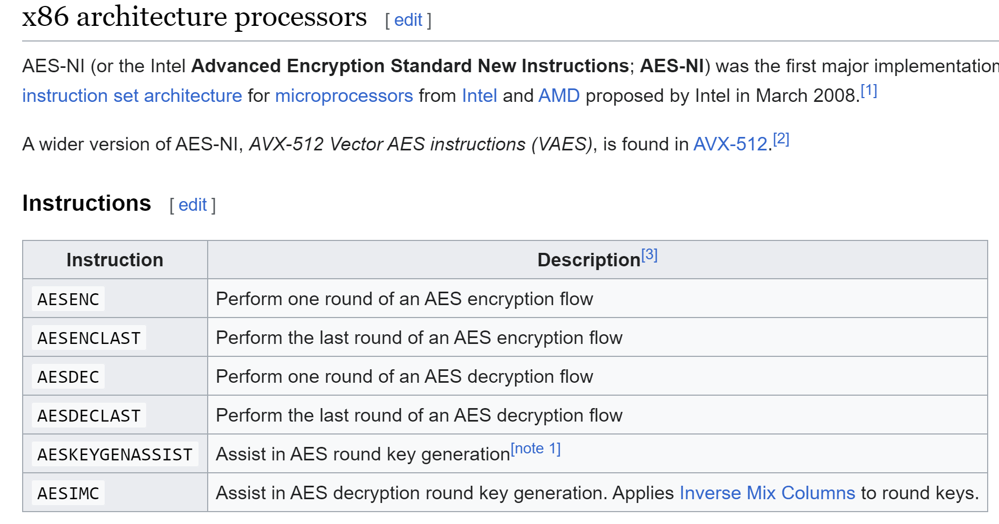 x86 architecture processors [ edit ]
AES-NI (or the Intel Advanced Encryption Standard New Instructions; AES-NI) was the first major implementation
instruction set architecture for microprocessors from Intel and AMD proposed by Intel in March 2008.[1]
A wider version of AES-NI, AVX-512 Vector AES instructions (VAES), is found in AVX-512.[2]
Instructions [ edit ]
Instruction Description[3]
AESENC Perform one round of an AES encryption flow
AESENCLAST Perform the last round of an AES encryption flow
AESDEC Perform one round of an AES decryption flow
AESDECLAST Perform the last round of an AES decryption flow
AESKEYGENASSIST Assist in AES round key generation[note 1]
AESIMC Assist in AES decryption round key generation. Applies Inverse Mix Columns to round keys.